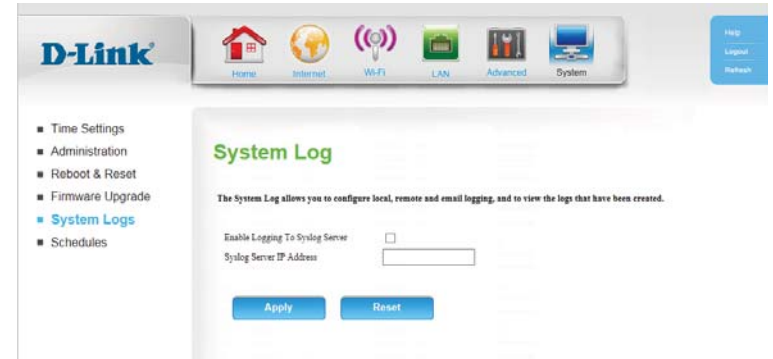 D-Link
Home
Internet
Wi-Fi
LAN
Advanced
System
Help
Logout
Refresh
Time Settings
Administration
Reboot & Reset
Firmware Upgrade
System Logs
Schedules
System Log
The System Log allows you to configure local, remote and email logging, and to view the logs that have been created.
Enable Logging To Syslog Server
Syslog Server IP Address
Apply
Reset